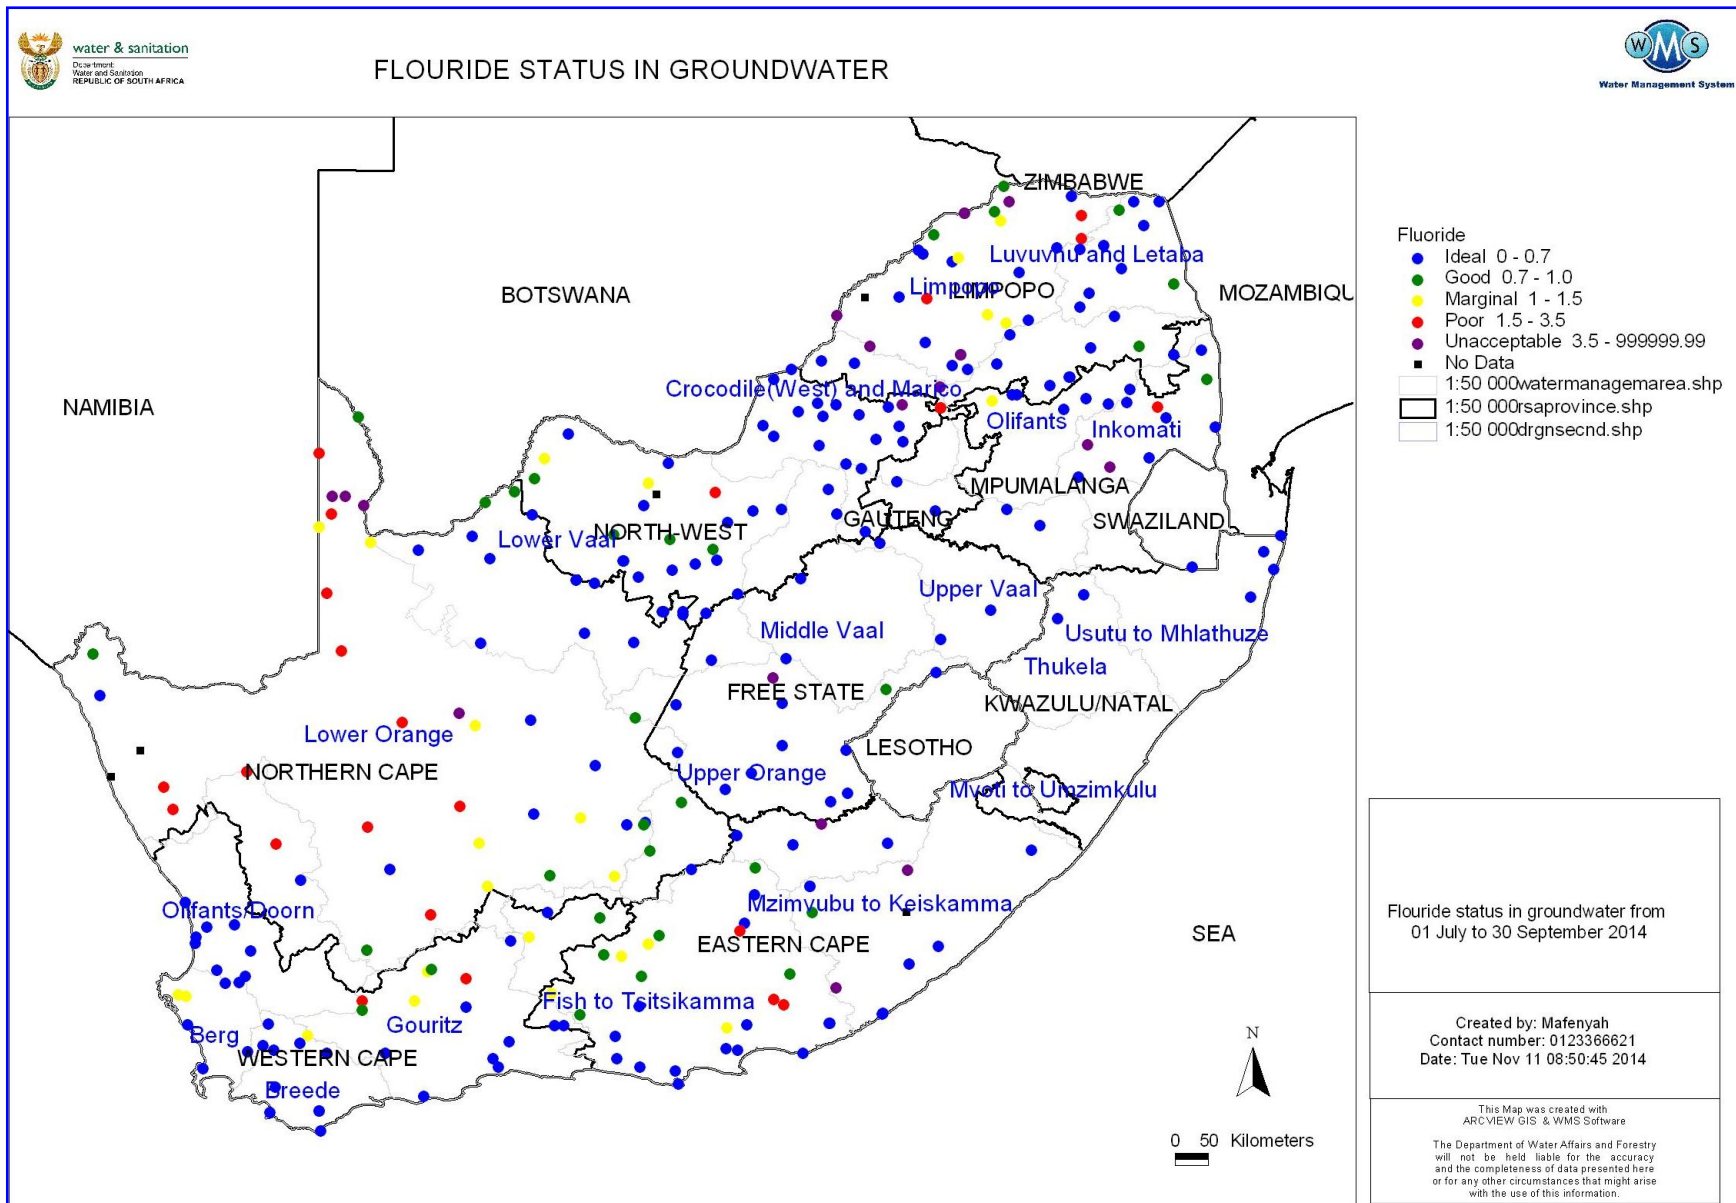 water & sanitation
Department:
Water and Sanitation
REPUBLIC OF SOUTH AFRICA
FLOURIDE STATUS IN GROUNDWATER
WMS
Water Management System
ZIMBABWE
Luvuvhu and Letaba
Limpopo
LIMPOPO
BOTSWANA
MOZAMBIQU
Crocodile(West) and Marico
NAMIBIA
Olifants
Inkomati
MPUMALANGA
GAUTENG
SWAZILAND
NORTH-WEST
Lower Vaal
Upper Vaal
Middle Vaal
Usutu to Mhlathuze
Thukela
FREE STATE
KWAZULU/NATAL
Lower Orange
LESOTHO
NORTHERN CAPE
Upper Orange
Mvoti to Umzimkulu
Olifants/Doorn
Mzimvubu to Keiskamma
EASTERN CAPE
SEA
Fish to Tsitsikamma
Gouritz
Berg
WESTERN CAPE
Breede
N
0 50 Kilometers
Fluoride
Ideal 0 - 0.7
Good 0.7 - 1.0
Marginal 1 - 1.5
Poor 1.5 - 3.5
Unacceptable 3.5 - 999999.99
No Data
1:50 000watermanagemarea.shp
1:50 000rsaprovince.shp
1:50 000drgnsecnd.shp
Flouride status in groundwater from
01 July to 30 September 2014
Created by: Mafenyah
Contact number: 0123366621
Date: Tue Nov 11 08:50:45 2014
This Map was created with
ARCVIEW GIS & WMS Software
The Department of Water Affairs and Forestry
will not be held liable for the accuracy
and the completeness of data presented here
or for any other circumstances that might arise
with the use of this information.